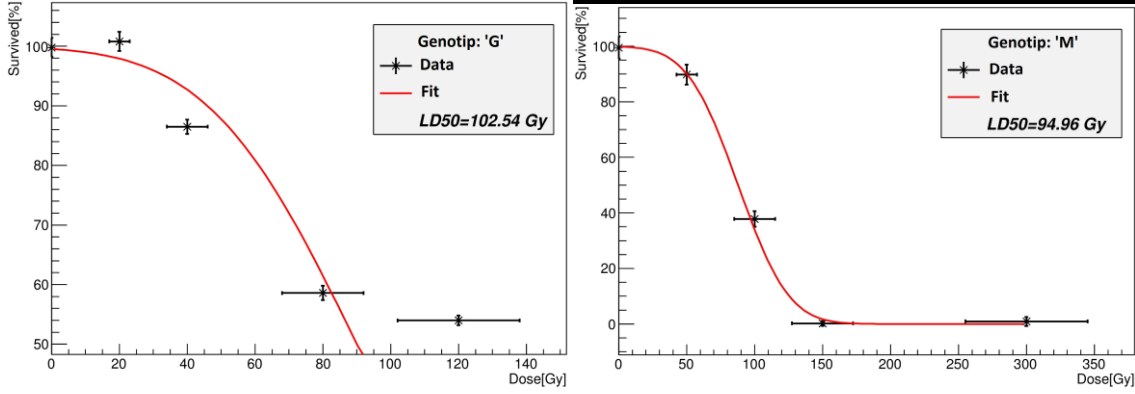 Survived[%]
100
90
80
70
60
50
0
20
40
60
80
100
120
140
Dose[Gy]
Genotip: 'G'
Data
Fit
LD50=102.54 Gy
Survived[%]
100
80
60
40
20
0
0
50
100
150
200
250
300
350
Dose[Gy]
Genotip: 'M'
Data
Fit
LD50=94.96 Gy